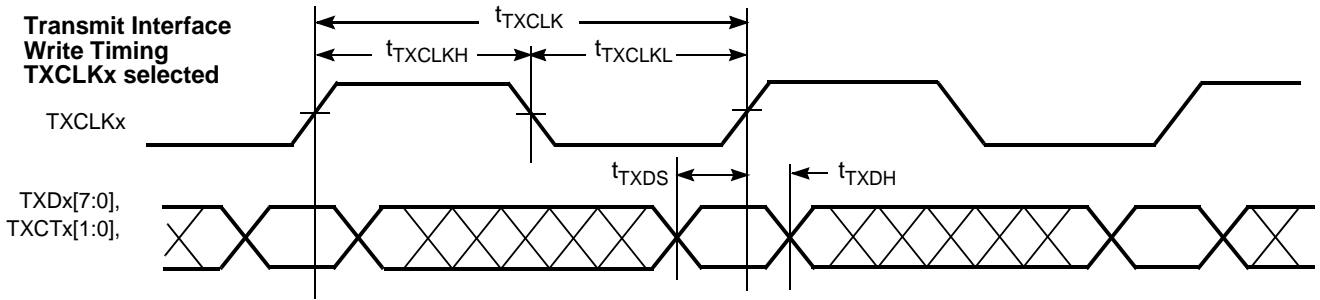 Transmit Interface
Write Timing
TXCLKx selected
tTXCLK
tTXCLKH
tTXCLKL
TXCLKx
tTXDS
tTXDH
TXDx[7:0],
TXCTx[1:0],